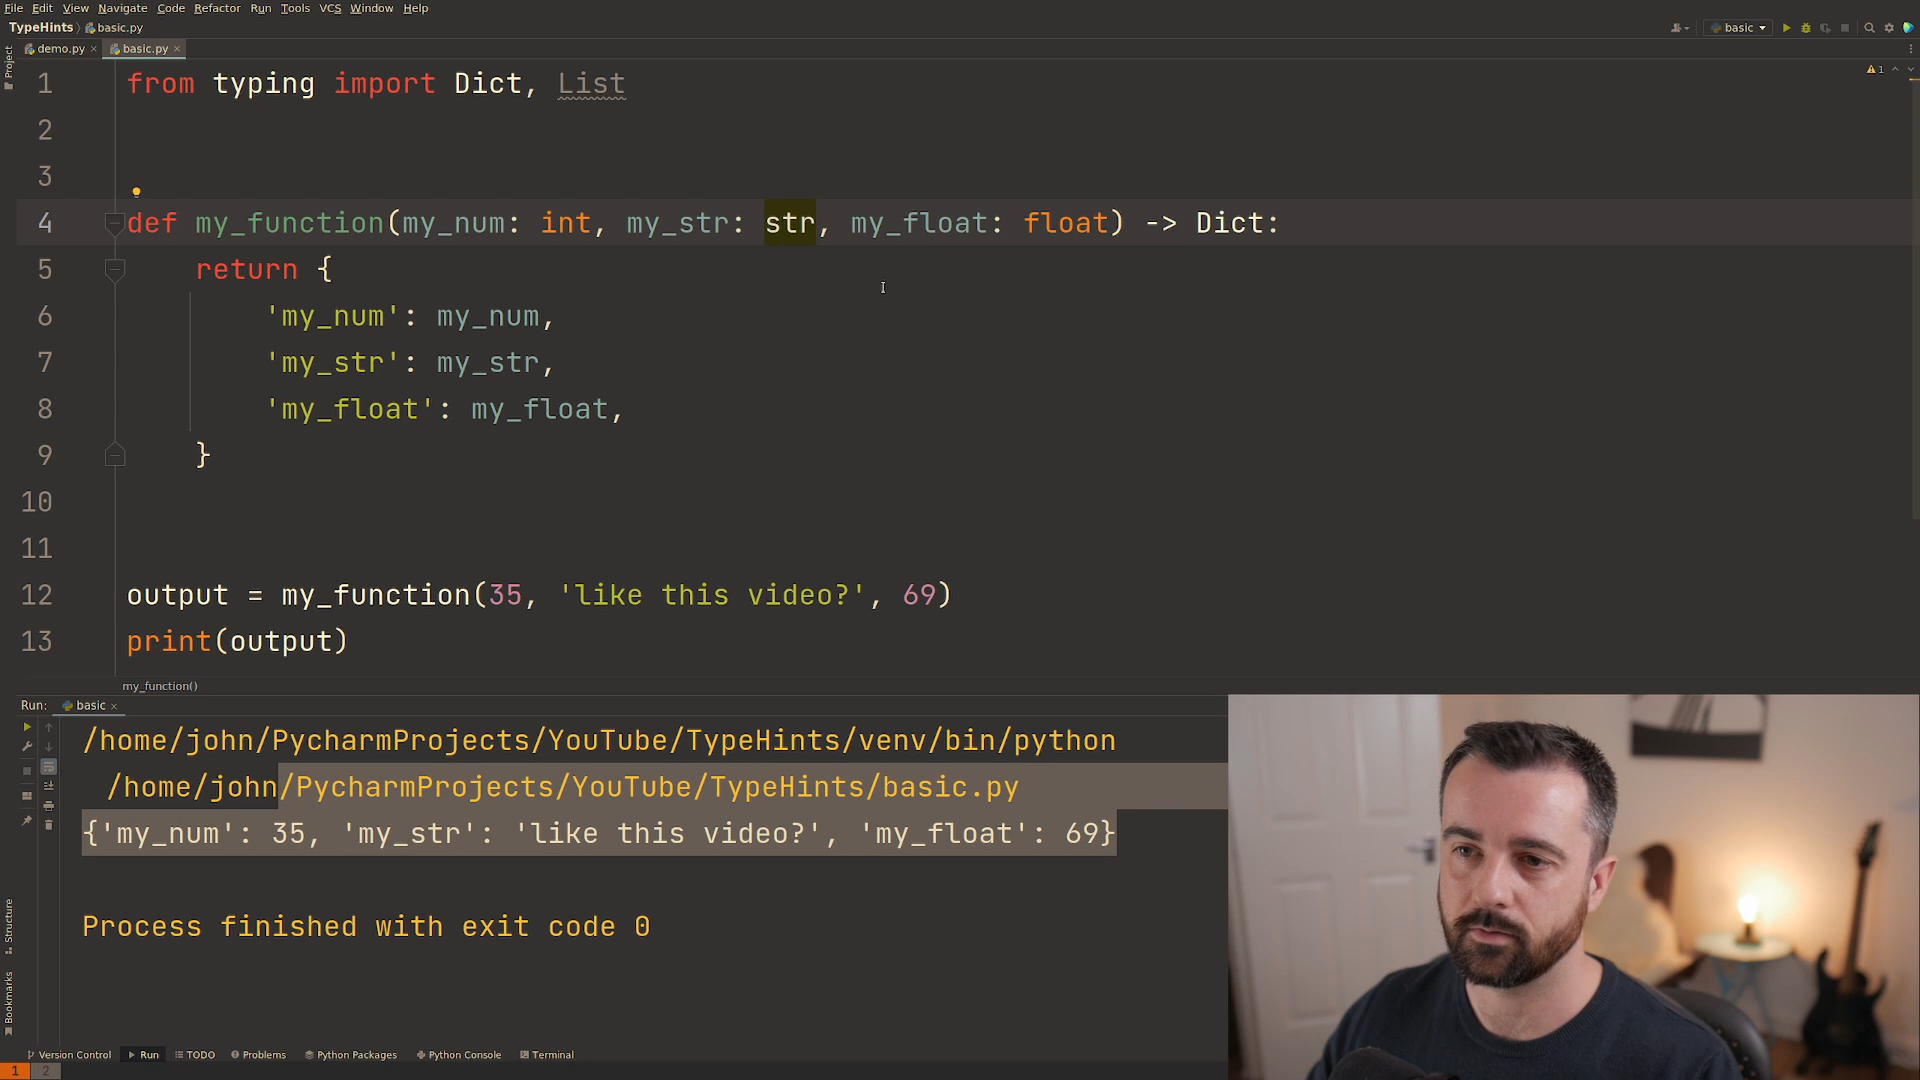 File Edit View Navigate Code Refactor Run Tools VCS Window Help
TypeHints basic.py
basic
demo.py basic.py
Project
1 from typing import Dict, List
1
2
3
4 def my_function(my_num: int, my_str: str, my_float: float) -> Dict:
5 return {
6 'my_num': my_num,
7 'my_str': my_str,
8 'my_float': my_float,
9 }
10
11
12 output = my_function(35, 'like this video?', 69)
13 print(output)
my_function()
Run: basic
/home/john/PycharmProjects/YouTube/TypeHints/venv/bin/python
/home/john/PycharmProjects/YouTube/TypeHints/basic.py
{'my_num': 35, 'my_str': 'like this video?', 'my_float': 69}
Process finished with exit code 0
Structure
Bookmarks
Version Control Run TODO Problems Python Packages Python Console Terminal
1 2